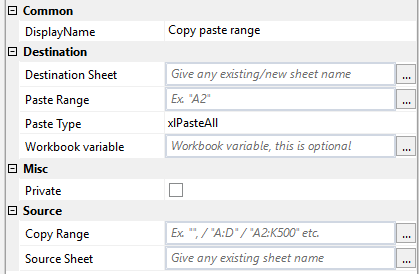 Common
DisplayName Copy paste range
Destination
Destination Sheet Give any existing/new sheet name ...
Paste Range Ex. "A2" ...
Paste Type xlPasteAll
Workbook variable Workbook variable, this is optional ...
Misc
Private
Source
Copy Range Ex. "", / "A:D" / "A2:K500" etc. ...
Source Sheet Give any existing sheet name ...